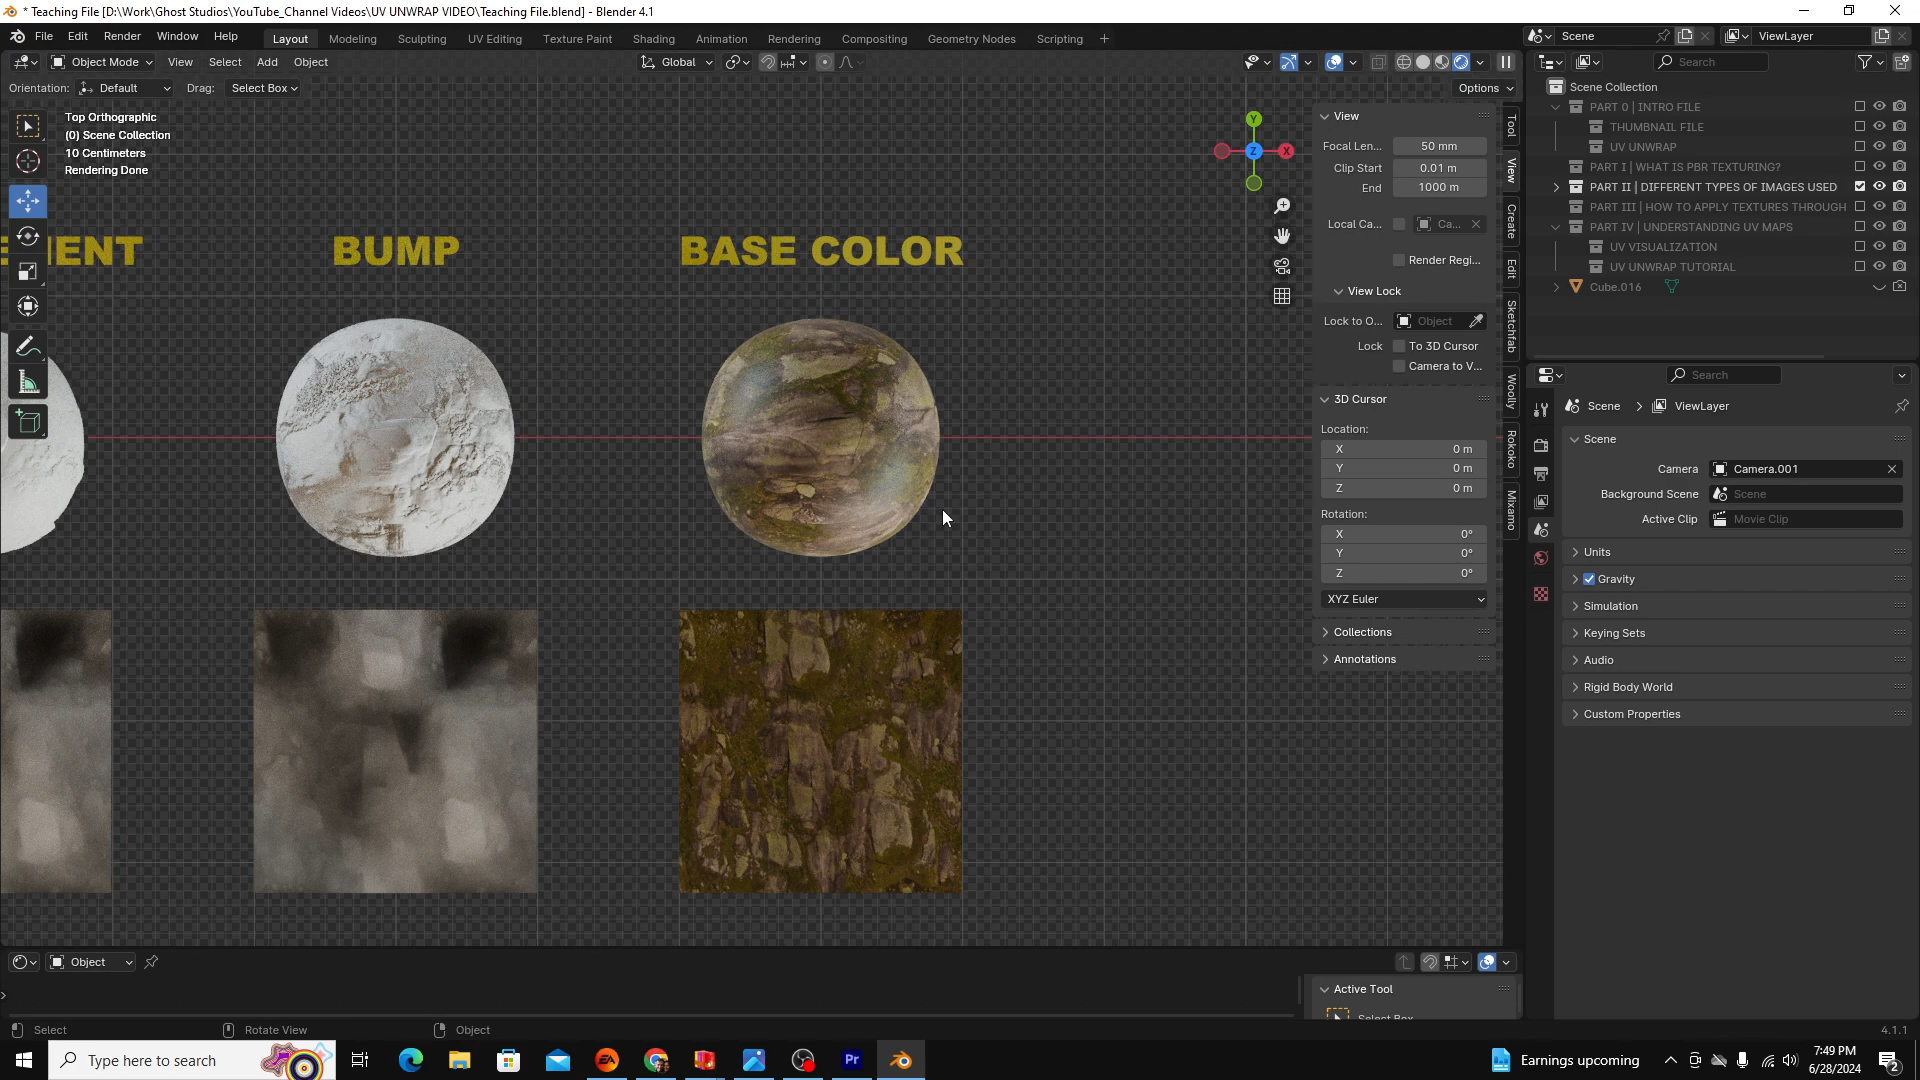 * Teaching File [D:\Work\Ghost Studios\YouTube_Channel Videos\UV UNWRAP VIDEO\Teaching File.blend] - Blender 4.1
File Edit Render Window Help Layout Modeling Sculpting UV Editing Texture Paint Shading Animation Rendering Compositing Geometry Nodes Scripting + Scene ViewLayer
Object Mode View Select Add Object Global Search
Orientation: Default Drag: Select Box Options
Top Orthographic
(0) Scene Collection
10 Centimeters
Rendering Done
EMENT BUMP BASE COLOR
Y
Z X
View
Focal Len... 50 mm
Clip Start 0.01 m
End 1000 m
Local Ca... Ca...
Render Regi...
View Lock
Lock to O... Object
Lock To 3D Cursor
Camera to V...
3D Cursor
Location:
X 0 m
Y 0 m
Z 0 m
Rotation:
X 0°
Y 0°
Z 0°
XYZ Euler
Collections
Annotations
Tool
View
Create
Edit
Sketchfab
Woolly
Rokoko
Mixamo
Scene Collection
PART 0 | INTRO FILE
THUMBNAIL FILE
UV UNWRAP
PART I | WHAT IS PBR TEXTURING?
PART II | DIFFERENT TYPES OF IMAGES USED
PART III | HOW TO APPLY TEXTURES THROUGH
PART IV | UNDERSTANDING UV MAPS
UV VISUALIZATION
UV UNWRAP TUTORIAL
Cube.016
Search
Scene > ViewLayer
Scene
Camera Camera.001
Background Scene Scene
Active Clip Movie Clip
Units
Gravity
Simulation
Keying Sets
Audio
Rigid Body World
Custom Properties
Object
Active Tool
Select Box
Select Rotate View Object 4.1.1
Type here to search
EA
Pr
Earnings upcoming
7:49 PM
6/28/2024
2